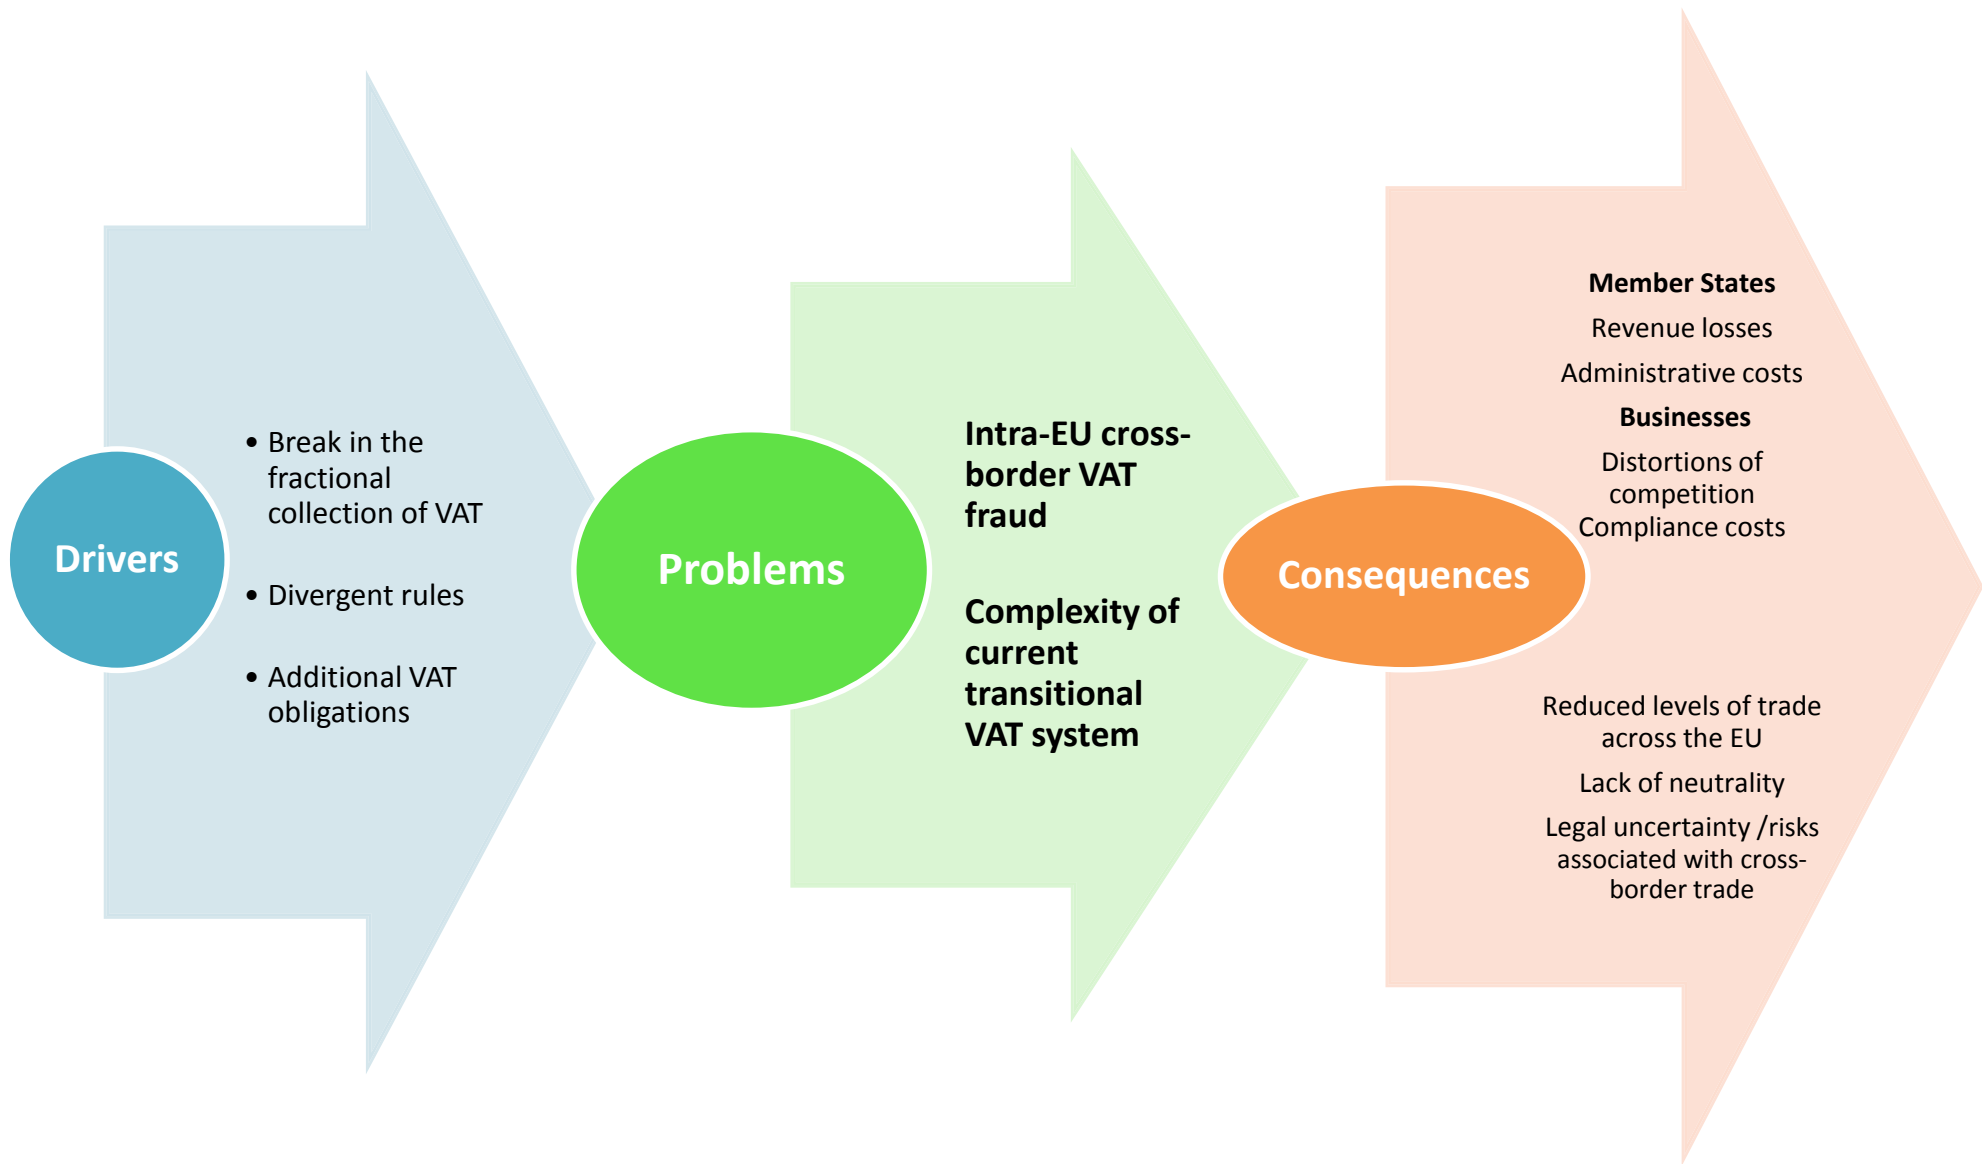 Drivers
• Break in the
fractional
collection of VAT
• Divergent rules
• Additional VAT
obligations
Problems
Intra-EU cross-
border VAT
fraud
Complexity of
current
transitional
VAT system
Consequences
Member States
Revenue losses
Administrative costs
Businesses
Distortions of
competition
Compliance costs
Reduced levels of trade
across the EU
Lack of neutrality
Legal uncertainty /risks
associated with cross-
border trade